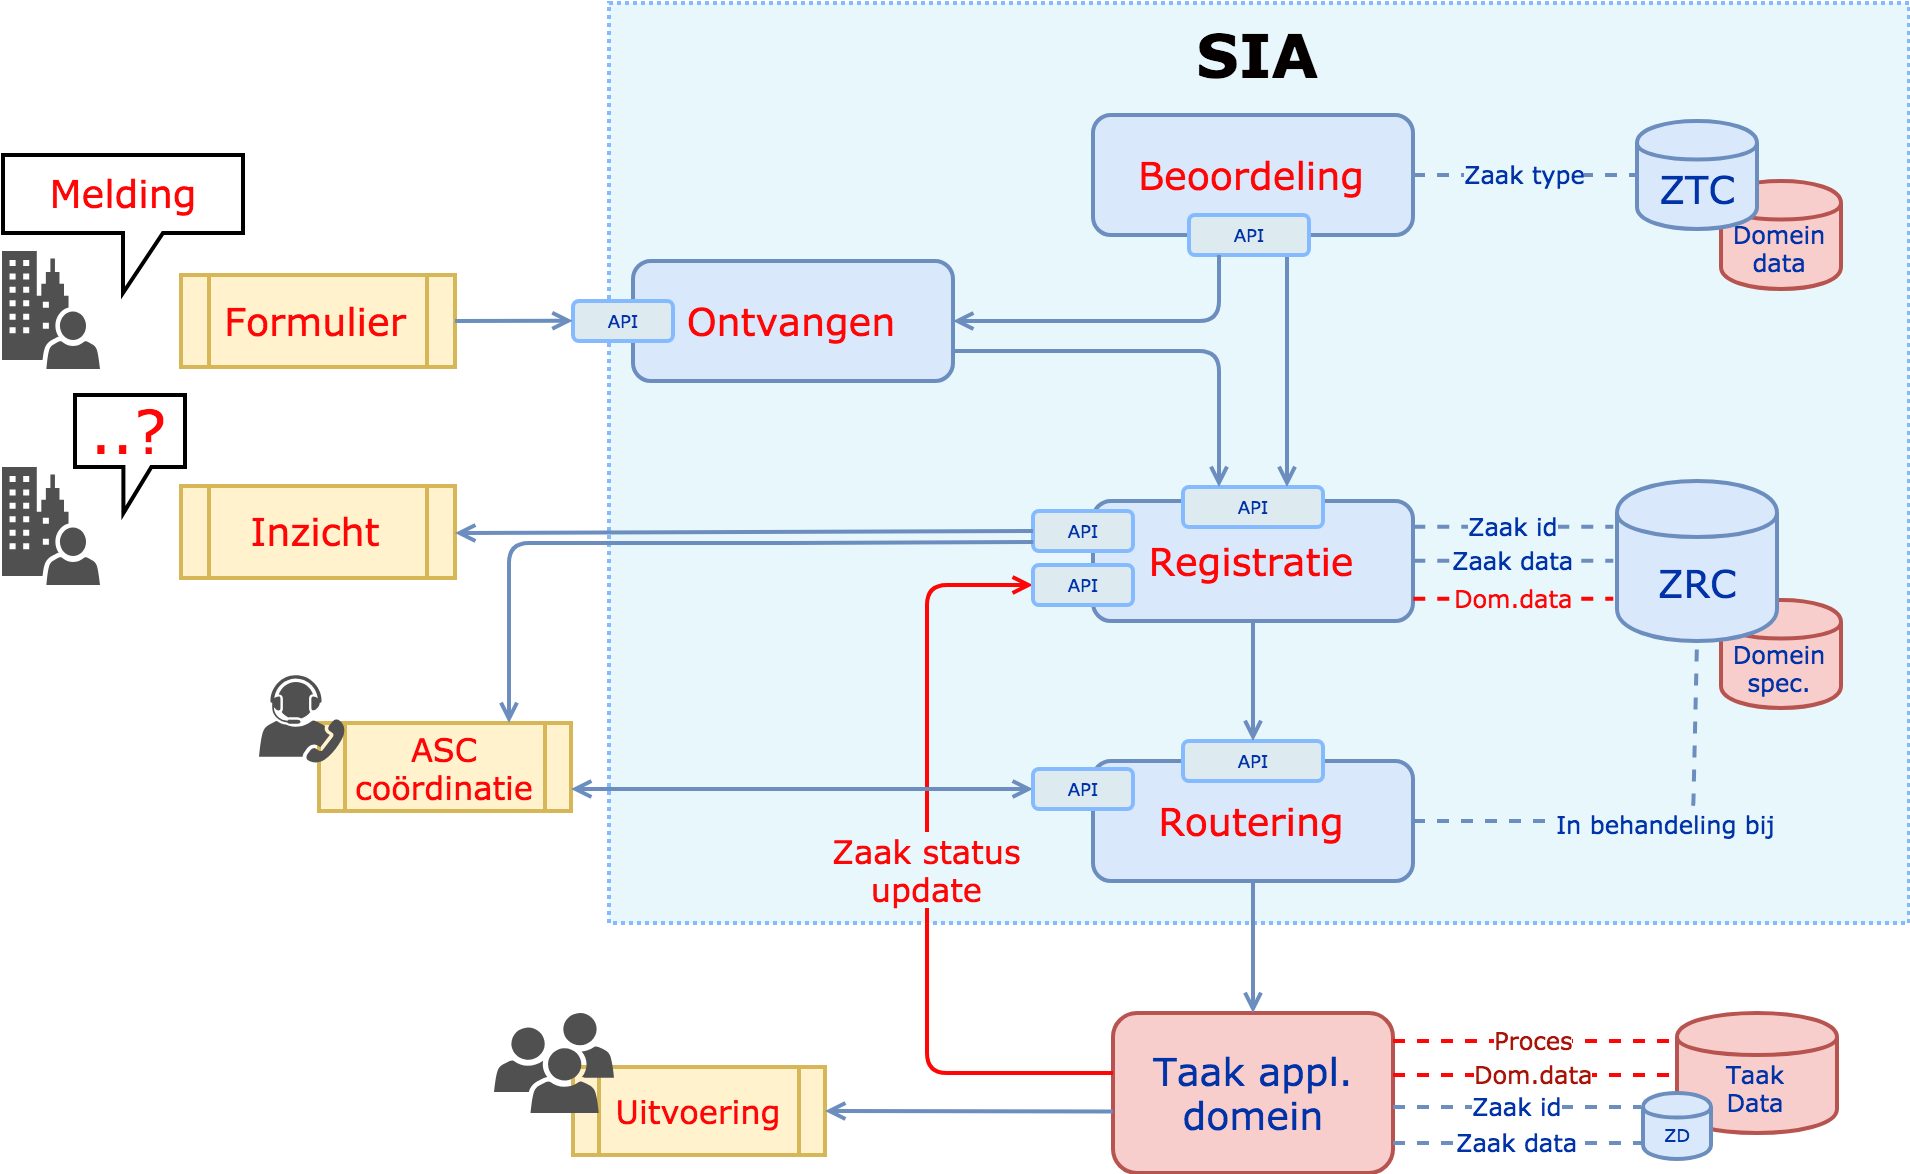 SIA
Beoordeling
API
Zaak type
ZTC
Domein
data
Melding
Formulier
API
Ontvangen
..?
Inzicht
API
API
API
Registratie
Zaak id
Zaak data
Dom.data
ZRC
Domein
spec.
ASC
coördinatie
API
API
Routering
In behandeling bij
Zaak status
update
Taak appl.
domein
Proces
Dom.data
Zaak id
Zaak data
Taak
Data
ZD
Uitvoering